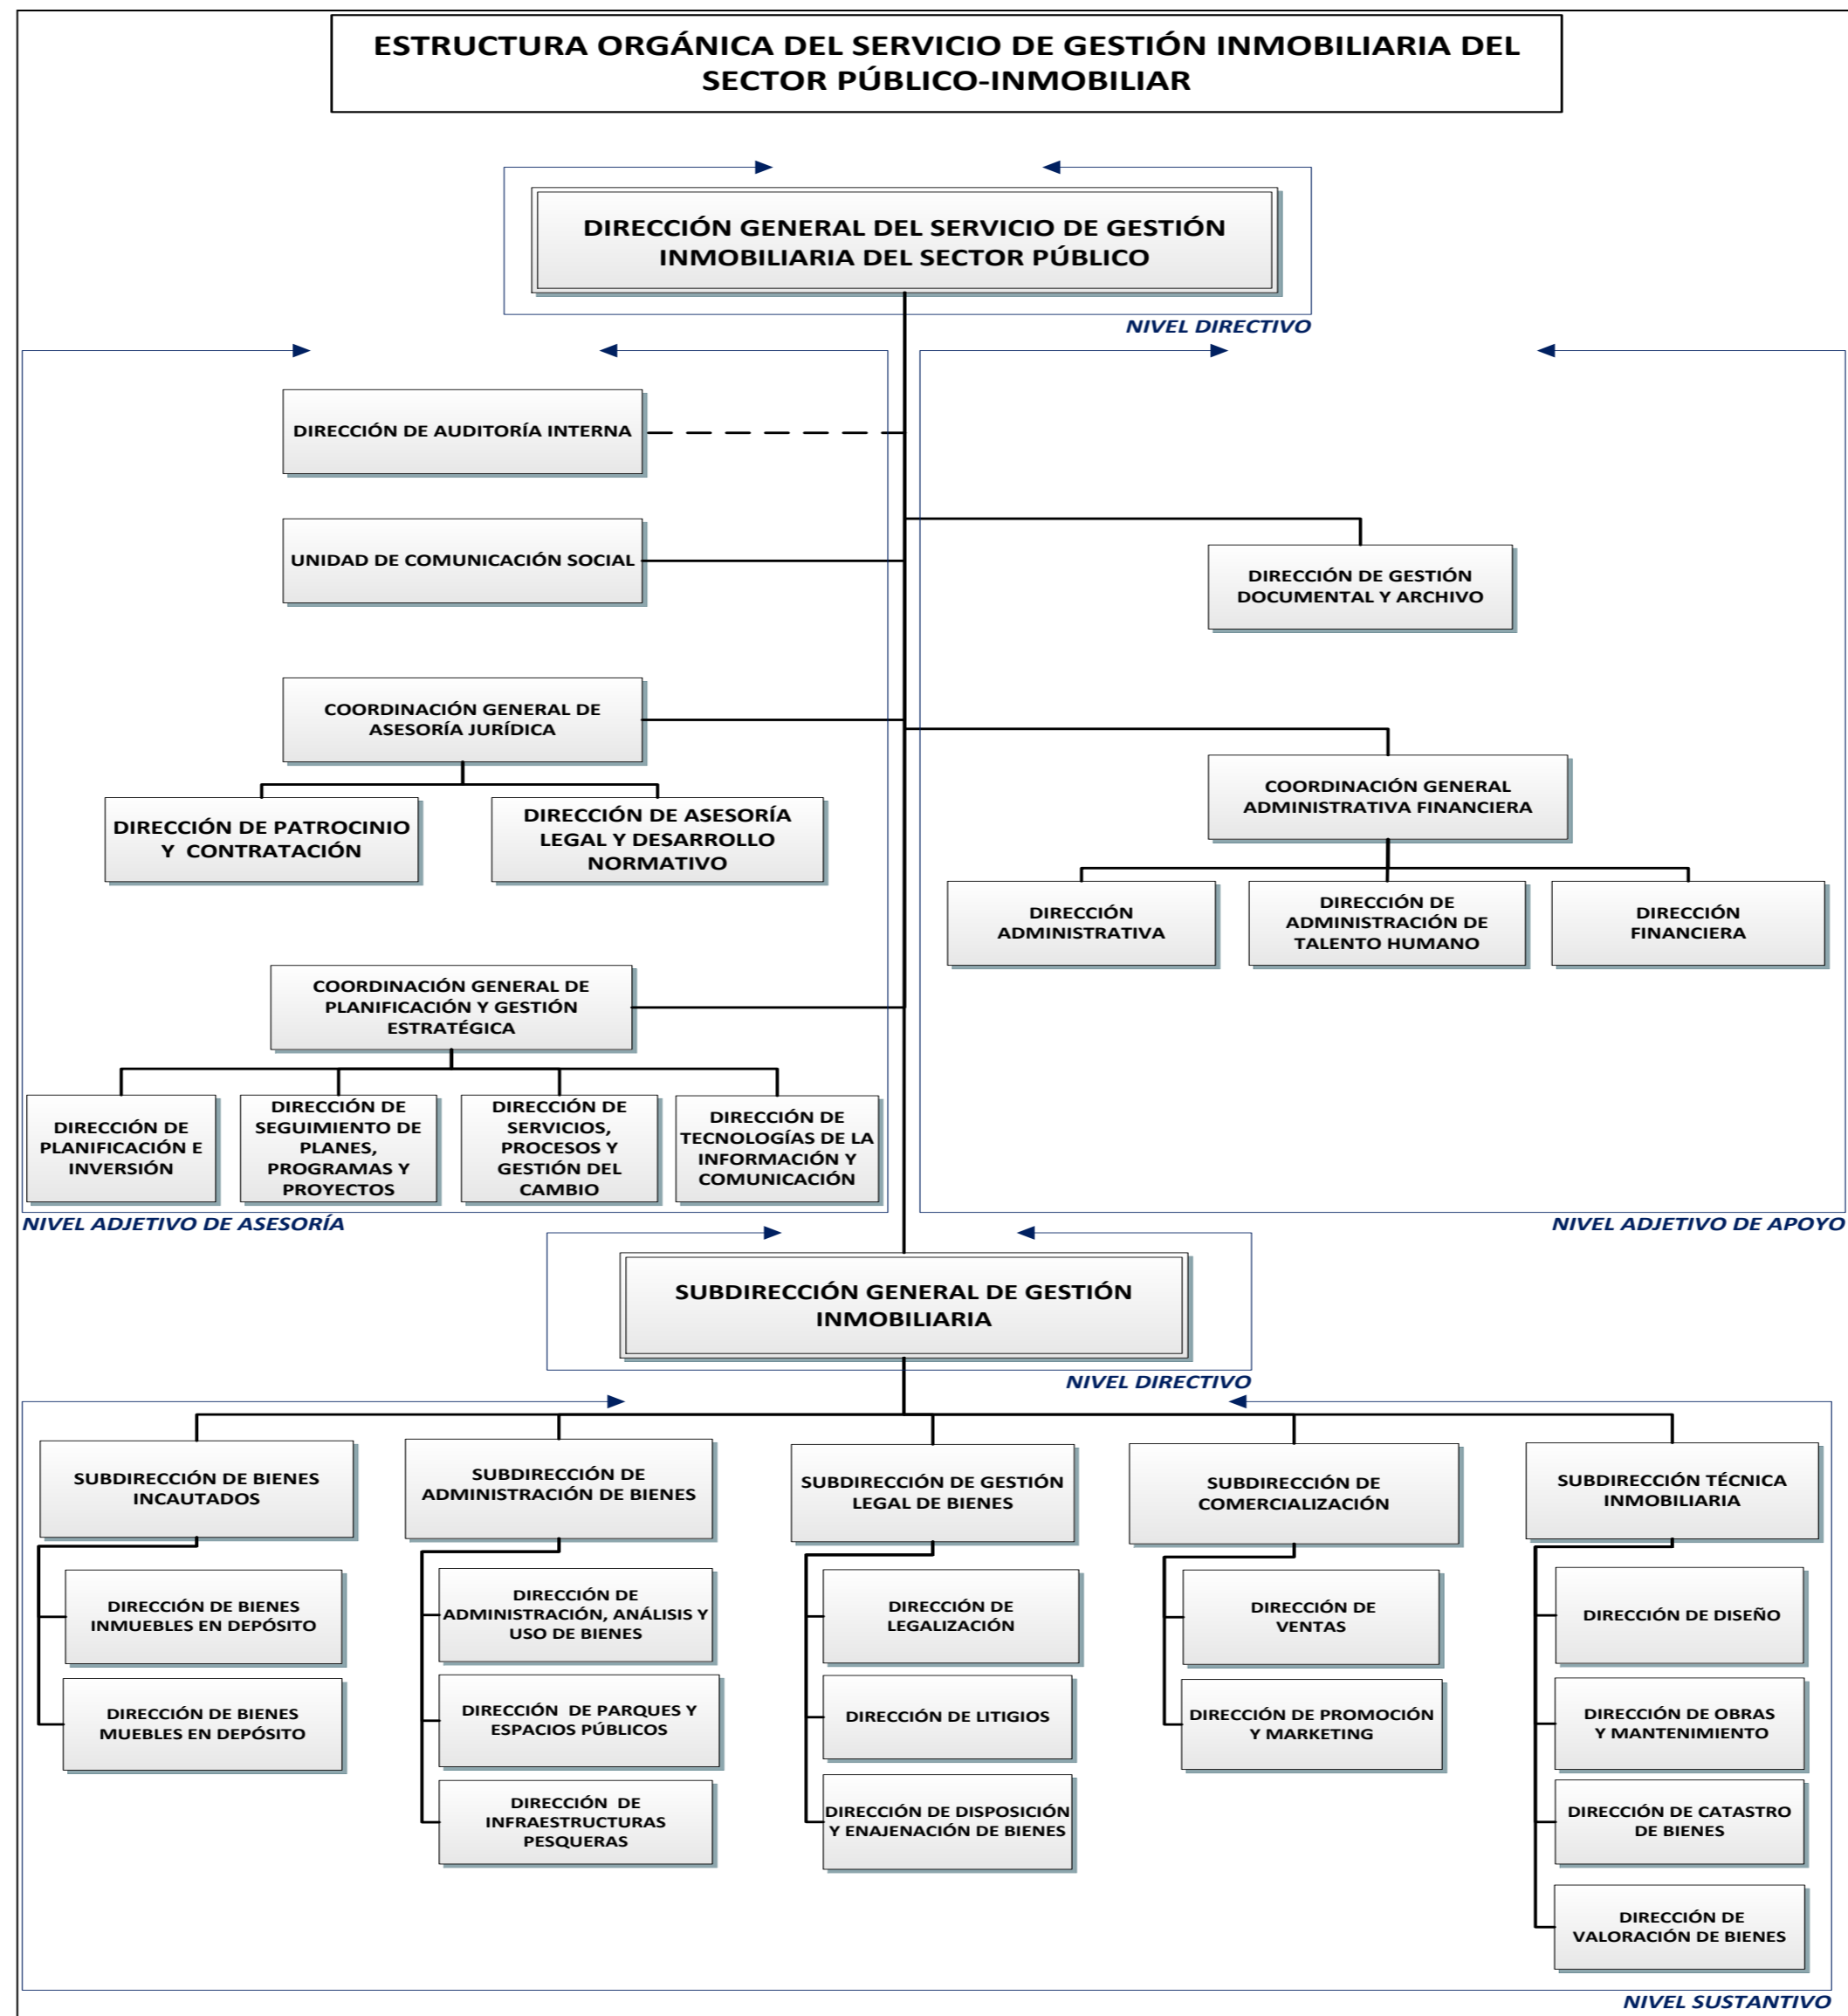 ESTRUCTURA ORGÁNICA DEL SERVICIO DE GESTIÓN INMOBILIARIA DEL
SECTOR PÚBLICO-INMOBILIAR
DIRECCIÓN GENERAL DEL SERVICIO DE GESTIÓN
INMOBILIARIA DEL SECTOR PÚBLICO
NIVEL DIRECTIVO
DIRECCIÓN DE AUDITORÍA INTERNA
UNIDAD DE COMUNICACIÓN SOCIAL
COORDINACIÓN GENERAL DE
ASESORÍA JURÍDICA
DIRECCIÓN DE PATROCINIO
Y CONTRATACIÓN
DIRECCIÓN DE ASESORÍA
LEGAL Y DESARROLLO
NORMATIVO
COORDINACIÓN GENERAL DE
PLANIFICACIÓN Y GESTIÓN
ESTRATÉGICA
DIRECCIÓN DE
PLANIFICACIÓN E
INVERSIÓN
DIRECCIÓN DE
SEGUIMIENTO DE
PLANES,
PROGRAMAS Y
PROYECTOS
DIRECCIÓN DE
SERVICIOS,
PROCESOS Y
GESTIÓN DEL
CAMBIO
DIRECCIÓN DE
TECNOLOGÍAS DE LA
INFORMACIÓN Y
COMUNICACIÓN
NIVEL ADJETIVO DE ASESORÍA
DIRECCIÓN DE GESTIÓN
DOCUMENTAL Y ARCHIVO
COORDINACIÓN GENERAL
ADMINISTRATIVA FINANCIERA
DIRECCIÓN
ADMINISTRATIVA
DIRECCIÓN DE
ADMINISTRACIÓN DE
TALENTO HUMANO
DIRECCIÓN
FINANCIERA
NIVEL ADJETIVO DE APOYO
SUBDIRECCIÓN GENERAL DE GESTIÓN
INMOBILIARIA
NIVEL DIRECTIVO
SUBDIRECCIÓN DE BIENES
INCAUTADOS
DIRECCIÓN DE BIENES
INMUEBLES EN DEPÓSITO
DIRECCIÓN DE BIENES
MUEBLES EN DEPÓSITO
SUBDIRECCIÓN DE
ADMINISTRACIÓN DE BIENES
DIRECCIÓN DE
ADMINISTRACIÓN, ANÁLISIS Y
USO DE BIENES
DIRECCIÓN DE PARQUES Y
ESPACIOS PÚBLICOS
DIRECCIÓN DE
INFRAESTRUCTURAS
PESQUERAS
SUBDIRECCIÓN DE GESTIÓN
LEGAL DE BIENES
DIRECCIÓN DE
LEGALIZACIÓN
DIRECCIÓN DE LITIGIOS
DIRECCIÓN DE DISPOSICIÓN
Y ENAJENACIÓN DE BIENES
SUBDIRECCIÓN DE
COMERCIALIZACIÓN
DIRECCIÓN DE
VENTAS
DIRECCIÓN DE PROMOCIÓN
Y MARKETING
SUBDIRECCIÓN TÉCNICA
INMOBILIARIA
DIRECCIÓN DE DISEÑO
DIRECCIÓN DE OBRAS
Y MANTENIMIENTO
DIRECCIÓN DE CATASTRO
DE BIENES
DIRECCIÓN DE
VALORACIÓN DE BIENES
NIVEL SUSTANTIVO